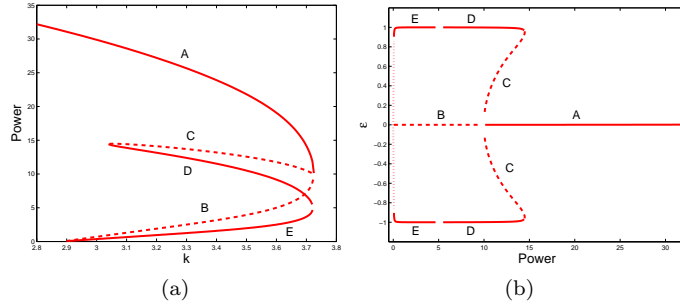 35
30
25
20
15
10
5
0
Power
A
C
D
B
E
2.8 2.9 3 3.1 3.2 3.3 3.4 3.5 3.6 3.7 3.8
k
(a)
1
0.8
0.6
0.4
0.2
0
−0.2
−0.4
−0.6
−0.8
−1
ε
E D
C
B A
C
E D
0 5 10 15 20 25 30
Power
(b)